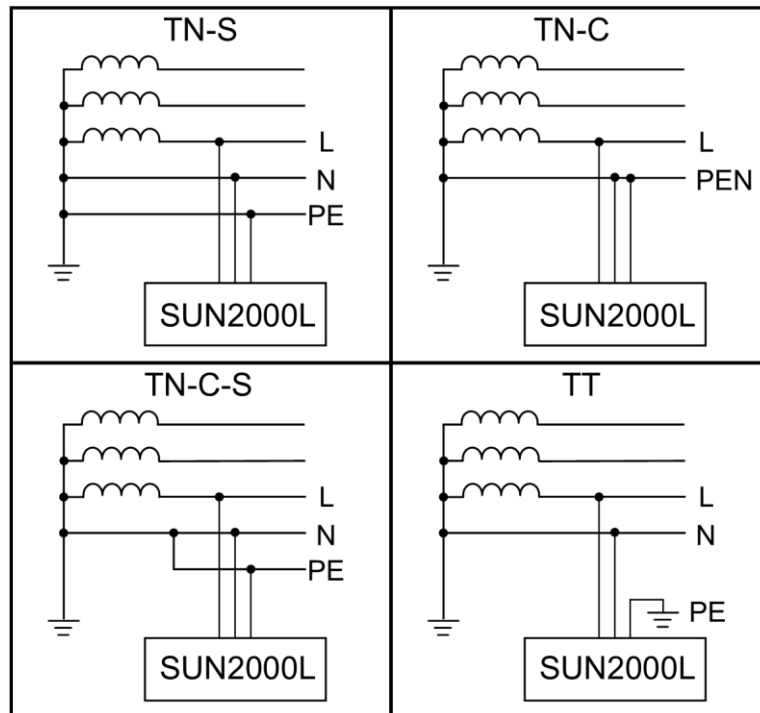 TN-S
L
N
PE
SUN2000L
TN-C
L
PEN
SUN2000L
TN-C-S
L
N
PE
SUN2000L
TT
L
N
PE
SUN2000L